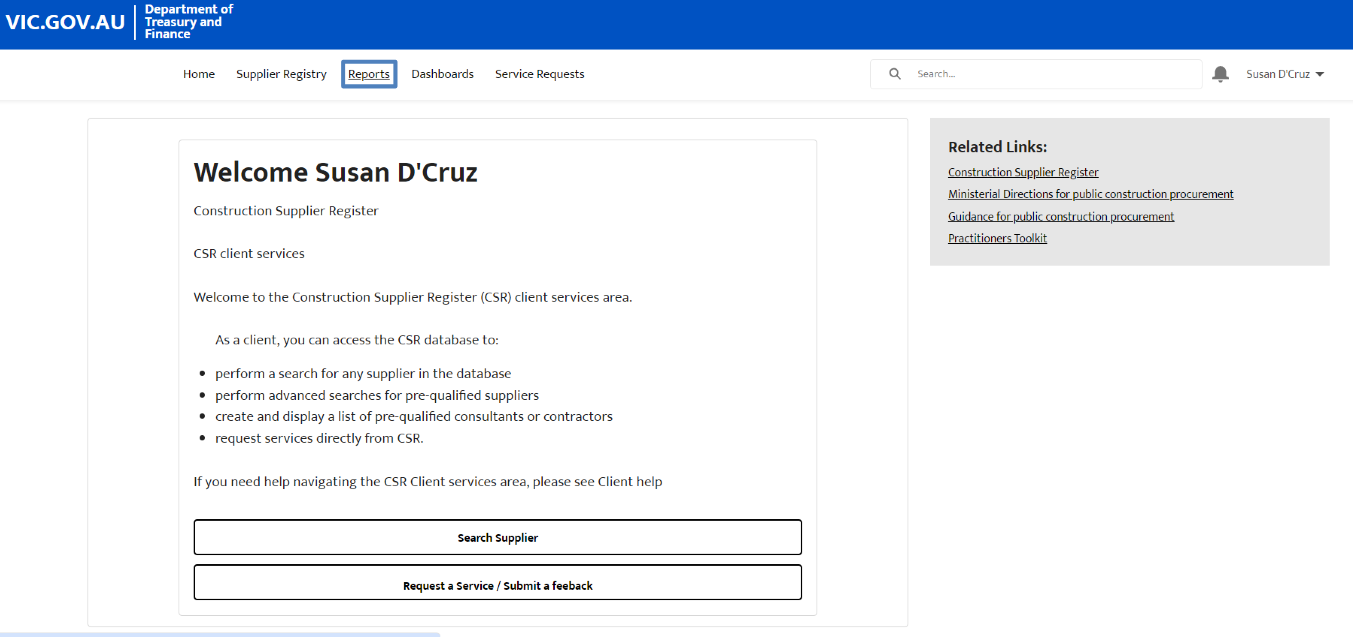 VIC.GOV.AU
Department of
Treasury and
Finance
Home Supplier Registry Reports Dashboards Service Requests Search... Susan D'Cruz
Welcome Susan D'Cruz
Construction Supplier Register
CSR client services
Welcome to the Construction Supplier Register (CSR) client services area.
As a client, you can access the CSR database to:
• perform a search for any supplier in the database
• perform advanced searches for pre-qualified suppliers
• create and display a list of pre-qualified consultants or contractors
• request services directly from CSR.
If you need help navigating the CSR Client services area, please see Client help
Search Supplier
Request a Service / Submit a feeback
Related Links:
Construction Supplier Register
Ministerial Directions for public construction procurement
Guidance for public construction procurement
Practitioners Toolkit